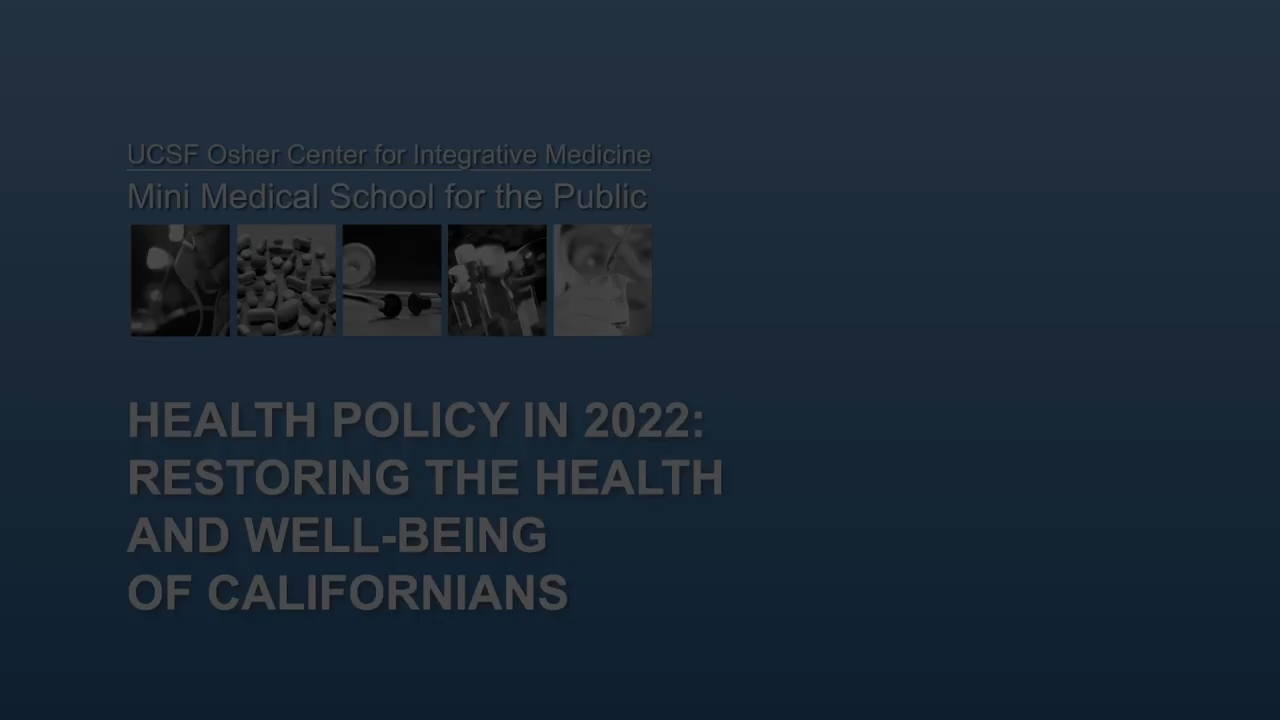 UCSF Osher Center for Integrative Medicine
Mini Medical School for the Public
HEALTH POLICY IN 2022:
RESTORING THE HEALTH
AND WELL-BEING
OF CALIFORNIANS